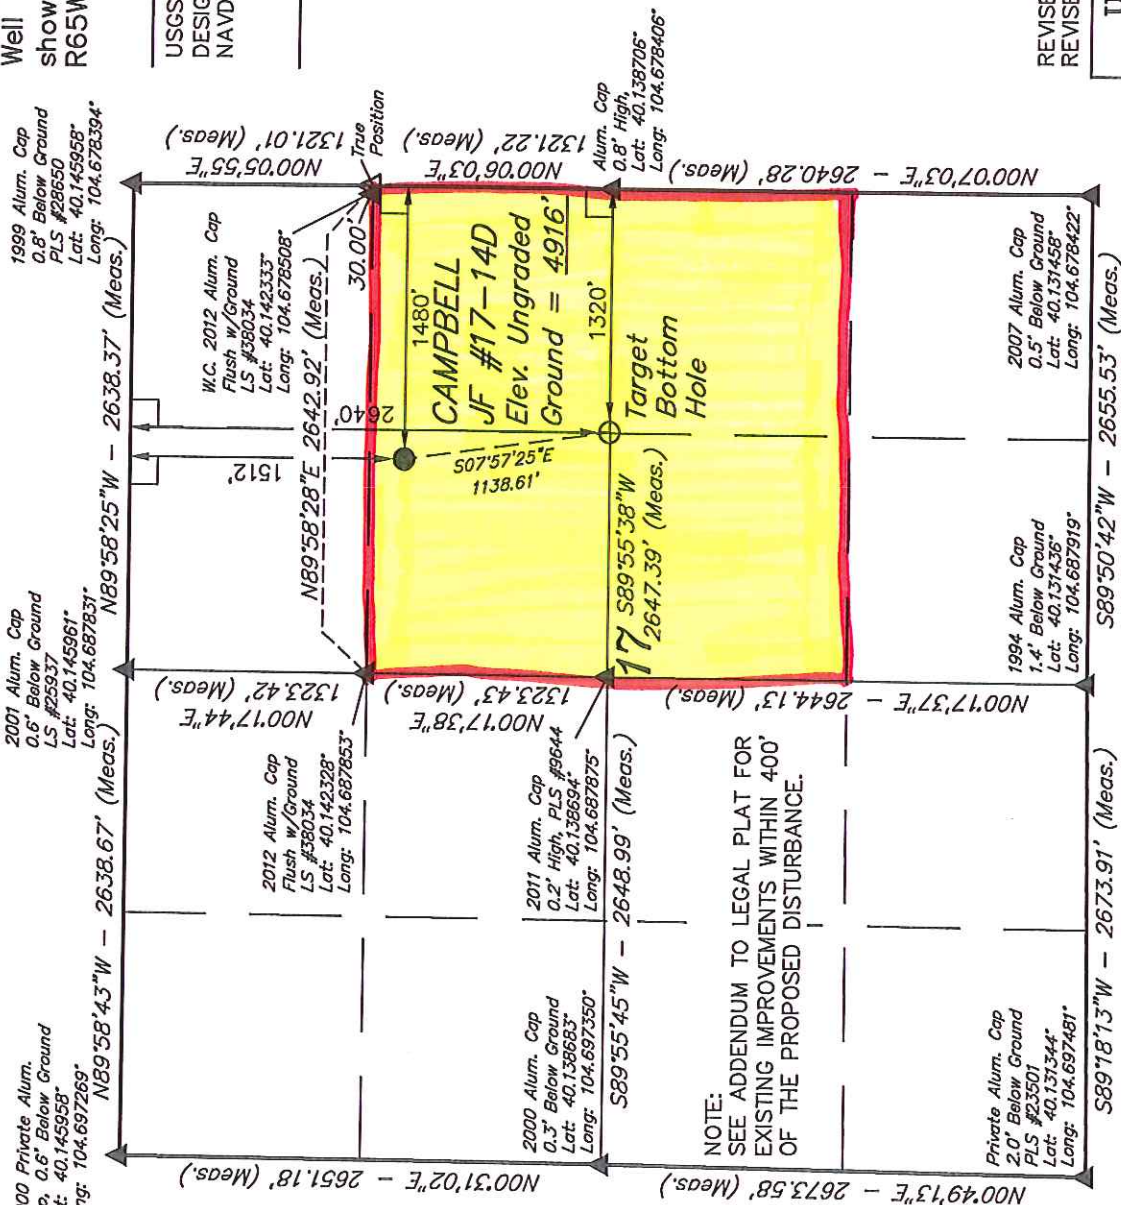 Well
show
R65W
USGS
DESIG
NAVD
REVISE
REVISE
00 Private Alum.
p, 0.6' Below Ground
t: 40.145958°
ng: 104.697269°
N89°58'43"W - 2638.67' (Meas.)
2001 Alum. Cap
0.6' Below Ground
LS #25937
Lat: 40.145961°
Long: 104.687831°
N89°58'25"W - 2638.37' (Meas.)
1999 Alum. Cap
0.8' Below Ground
PLS #28650
Lat: 40.145958°
Long: 104.678394°
N00°31'02"E - 2651.18' (Meas.)
N00°17'44"E
1323.42' (Meas.)
1512'
2640'
W.C. 2012 Alum. Cap
Flush w/Ground
LS #38034
Lat: 40.142333°
Long: 104.678508°
N00°05'55"E
1321.01' (Meas.)
N89°58'28"E 2642.92' (Meas.)
30.00'
True
Position
2012 Alum. Cap
Flush w/Ground
LS #38034
Lat: 40.142328°
Long: 104.687853°
N00°17'38"E
1323.43' (Meas.)
1480'
CAMPBELL
JF #17-14D
Elev. Ungraded
Ground = 4916'
S07°57'25"E
1138.61'
N00°06'03"E
1321.22' (Meas.)
2011 Alum. Cap
0.2' High, PLS #9644
Lat: 40.138694°
Long: 104.687875°
1320'
Alum. Cap
0.8' High,
Lat: 40.138706°
Long: 104.678406°
2000 Alum. Cap
0.3' Below Ground
Lat: 40.138683°
Long: 104.697350°
S89°55'45"W - 2648.99' (Meas.)
17
S89°55'38"W
2647.39' (Meas.)
Target
Bottom
Hole
NOTE:
SEE ADDENDUM TO LEGAL PLAT FOR
EXISTING IMPROVEMENTS WITHIN 400'
OF THE PROPOSED DISTURBANCE.
N00°49'13"E - 2673.58' (Meas.)
N00°17'37"E - 2644.13' (Meas.)
N00°07'03"E - 2640.28' (Meas.)
Private Alum. Cap
2.0' Below Ground
PLS #23501
Lat: 40.131344°
Long: 104.697481°
1994 Alum. Cap
1.4' Below Ground
Lat: 40.131436°
Long: 104.687919°
2007 Alum. Cap
0.5' Below Ground
Lat: 40.131458°
Long: 104.678422°
S89°18'13"W - 2673.91' (Meas.)
S89°50'42"W - 2655.53' (Meas.)